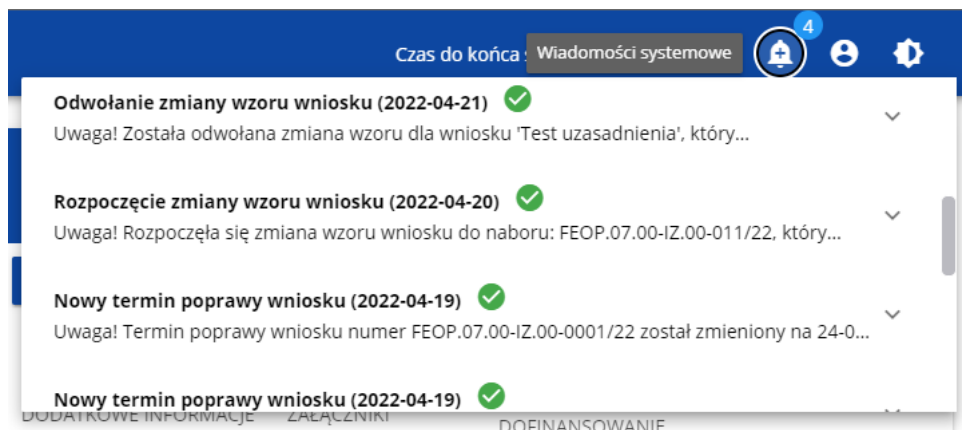 4
Czas do końca
Wiadomości systemowe
Odwołanie zmiany wzoru wniosku (2022-04-21)
Uwaga! Została odwołana zmiana wzoru dla wniosku 'Test uzasadnienia', który...
Rozpoczęcie zmiany wzoru wniosku (2022-04-20)
Uwaga! Rozpoczęła się zmiana wzoru wniosku do naboru: FEOP.07.00-IZ.00-011/22, który...
Nowy termin poprawy wniosku (2022-04-19)
Uwaga! Termin poprawy wniosku numer FEOP.07.00-IZ.00-0001/22 został zmieniony na 24-0...
Nowy termin poprawy wniosku (2022-04-19)
DODATKOWE INFORMACJE ZAŁĄCZNIKI
DOFINANSOWANIE